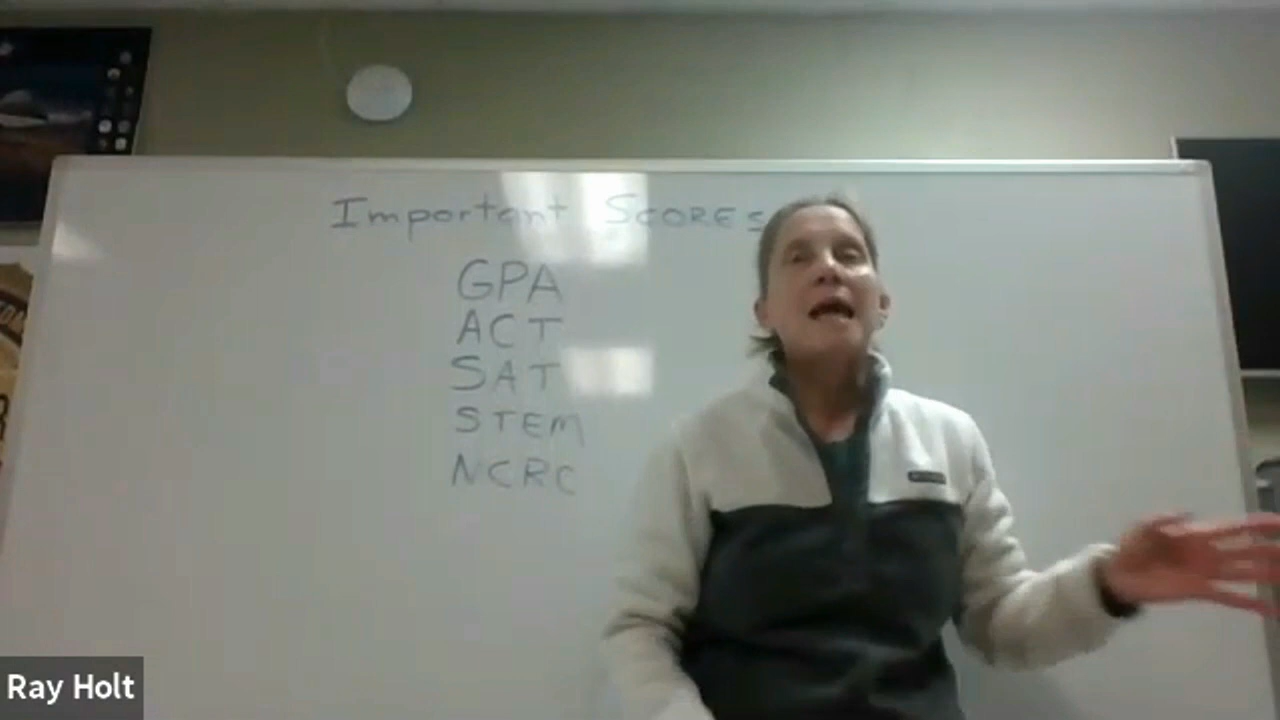 Important SCORES
GPA
ACT
SAT
STEM
NCRC
Ray Holt